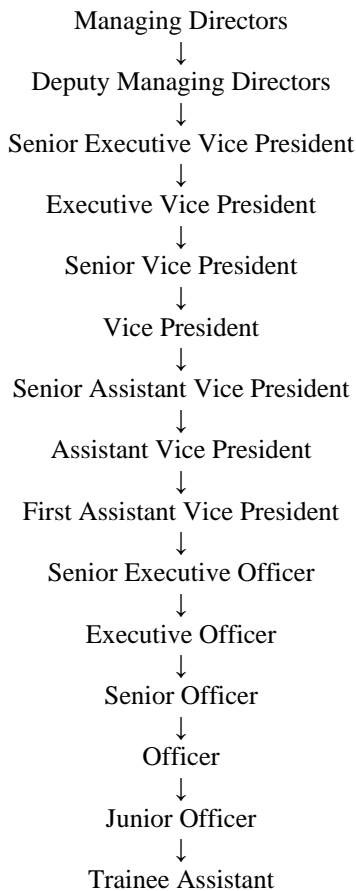 Managing Directors
↓
Deputy Managing Directors
↓
Senior Executive Vice President
↓
Executive Vice President
↓
Senior Vice President
↓
Vice President
↓
Senior Assistant Vice President
↓
Assistant Vice President
↓
First Assistant Vice President
↓
Senior Executive Officer
↓
Executive Officer
↓
Senior Officer
↓
Officer
↓
Junior Officer
↓
Trainee Assistant